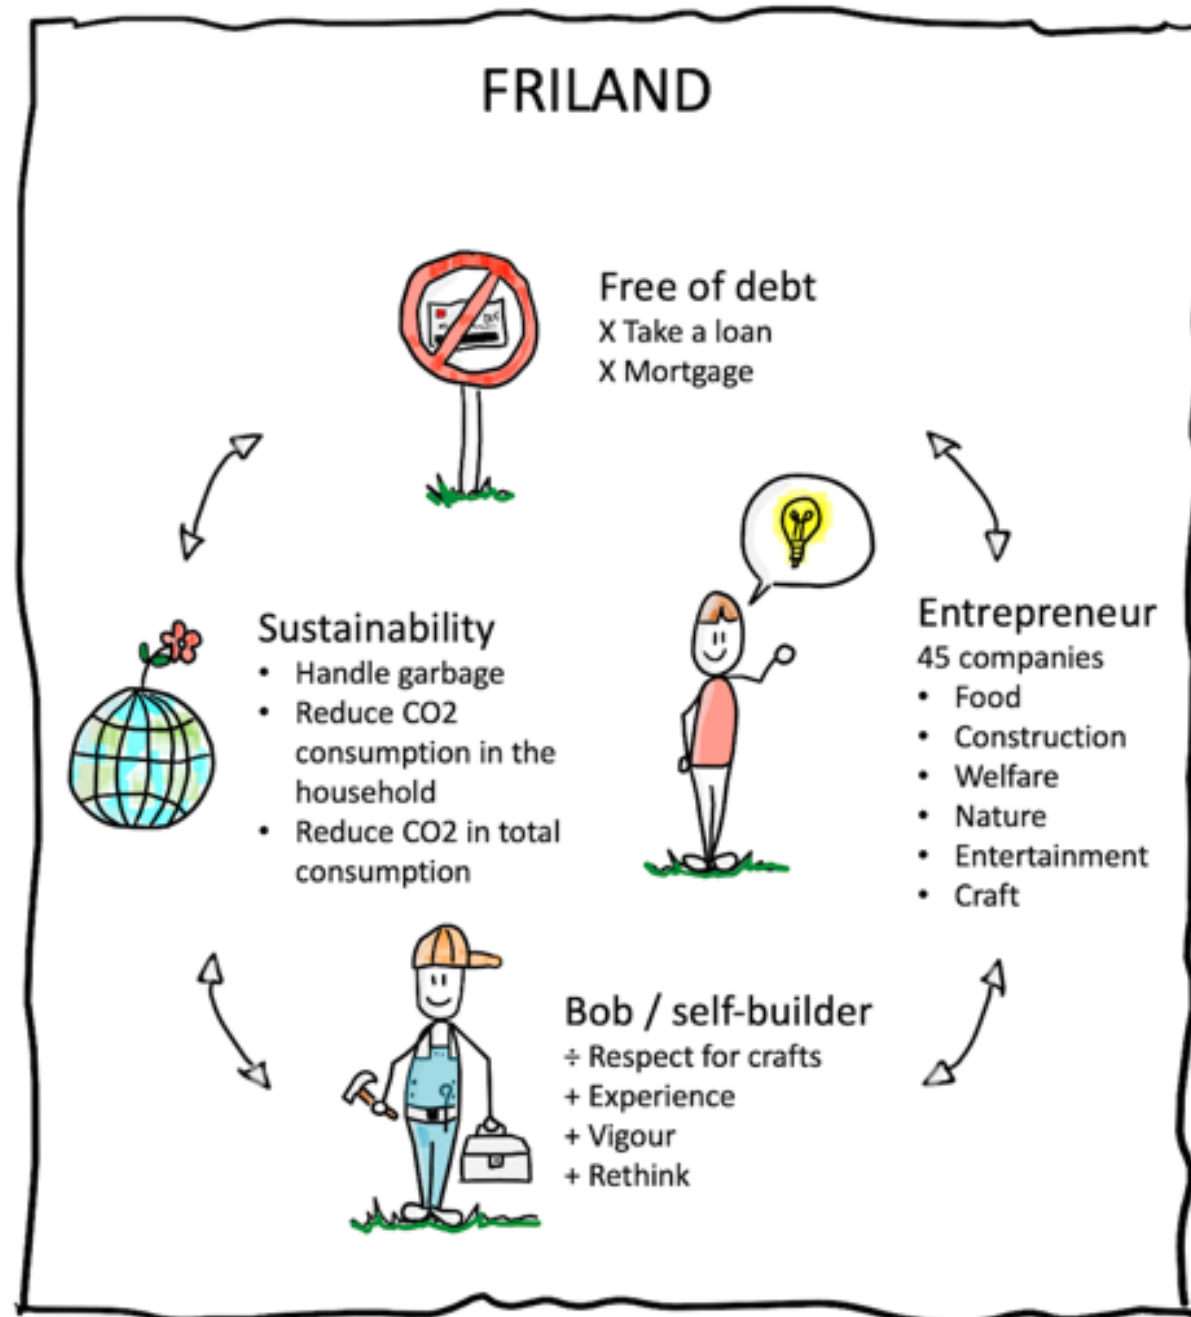 FRILAND
Free of debt
X Take a loan
X Mortgage
Sustainability
• Handle garbage
• Reduce CO2
consumption in the
household
• Reduce CO2 in total
consumption
Entrepreneur
45 companies
• Food
• Construction
• Welfare
• Nature
• Entertainment
• Craft
Bob / self-builder
÷ Respect for crafts
+ Experience
+ Vigour
+ Rethink